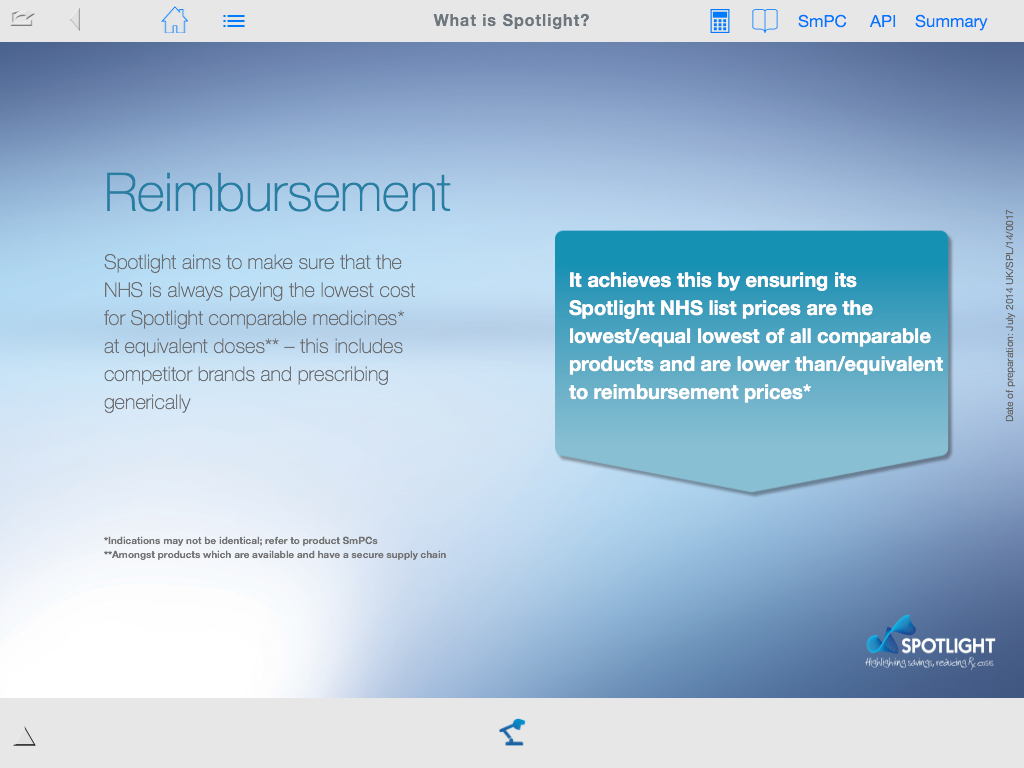 What is Spotlight?
SmPC
API
Summary
Reimbursement
Spotlight aims to make sure that the
NHS is always paying the lowest cost
for Spotlight comparable medicines*
at equivalent doses** – this includes
competitor brands and prescribing
generically
It achieves this by ensuring its
Spotlight NHS list prices are the
lowest/equal lowest of all comparable
products and are lower than/equivalent
to reimbursement prices*
Date of preparation: July 2014 UK/SPL/14/0017
*Indications may not be identical; refer to product SmPCs
**Amongst products which are available and have a secure supply chain
SPOTLIGHT
Highlighting savings, reducing Rx costs